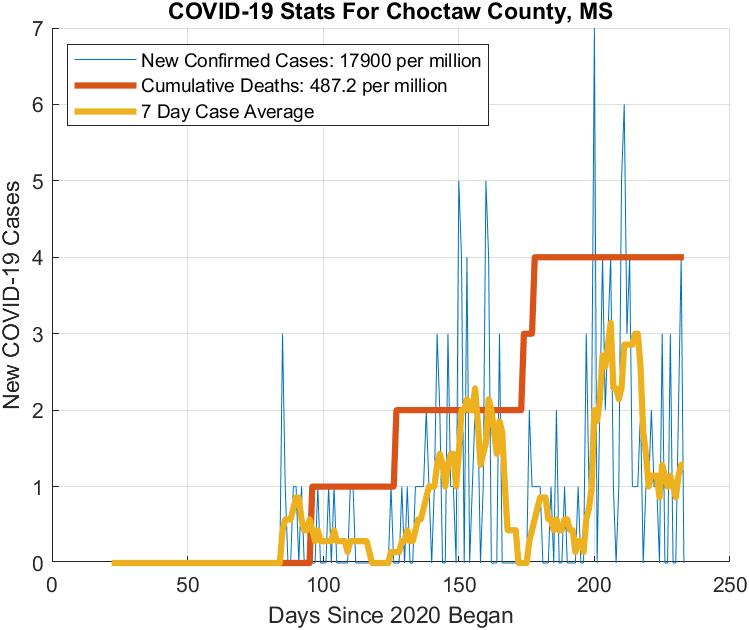 COVID-19 Stats For Choctaw County, MS
New Confirmed Cases: 17900 per million
Cumulative Deaths: 487.2 per million
7 Day Case Average
New COVID-19 Cases
7
6
5
4
3
2
1
0
0 50 100 150 200 250
Days Since 2020 Began